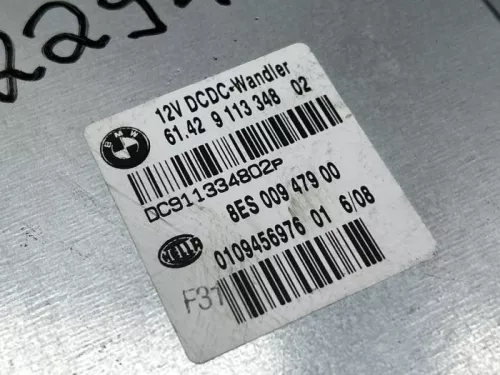 12V DCDC-Wandler
61.42 9 113 348 02
BMW
DC911334802P
8ES 009 479 00
HELLA
0109456976 01 6/08
F31